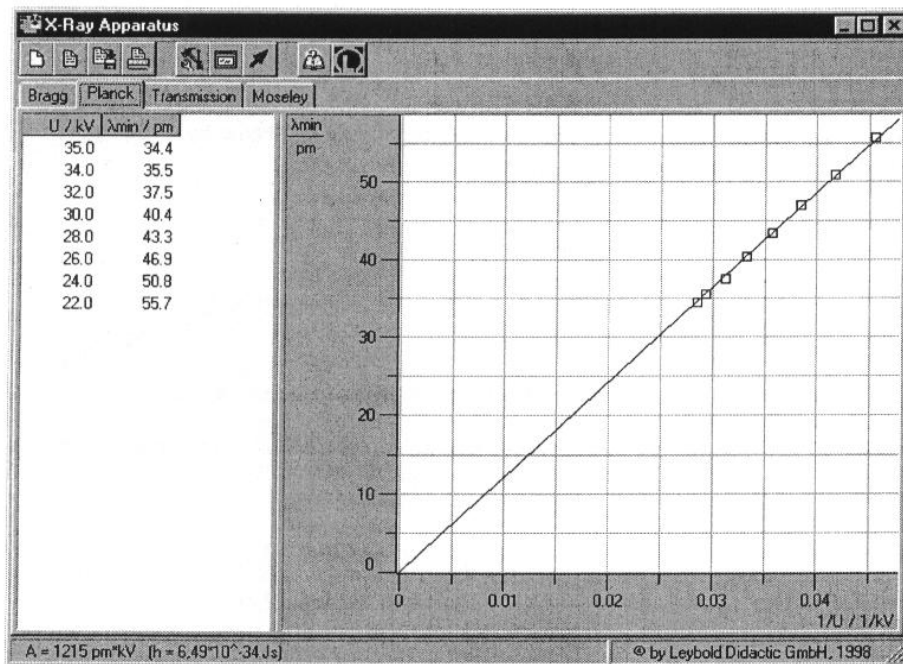 X-Ray Apparatus
Bragg Planck Transmission Moseley
U / kV λmin / pm
35.0 34.4
34.0 35.5
32.0 37.5
30.0 40.4
28.0 43.3
26.0 46.9
24.0 50.8
22.0 55.7
λmin
pm
50
40
30
20
10
0
0 0.01 0.02 0.03 0.04
1/U / 1/kV
A = 1215 pm*kV (h = 6,49*10^-34 Js)
© by Leybold Didactic GmbH, 1998